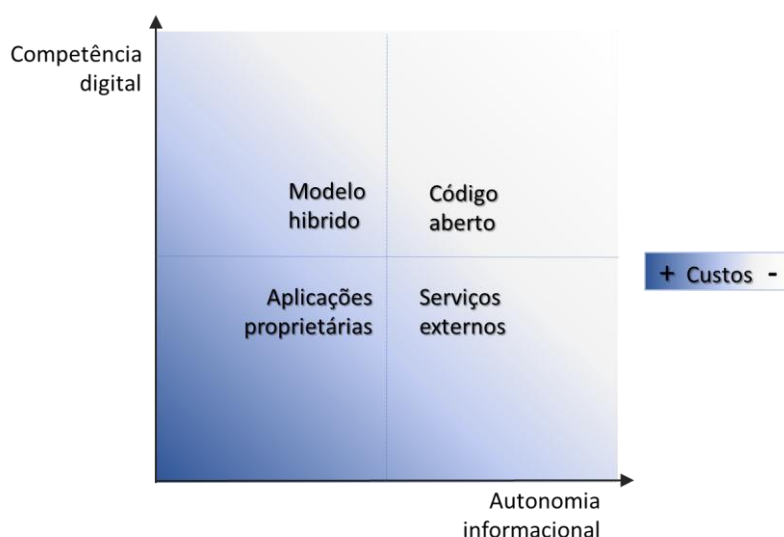 Competência
digital
Modelo
hibrido
Código
aberto
+ Custos -
Aplicações
proprietárias
Serviços
externos
Autonomia
informacional